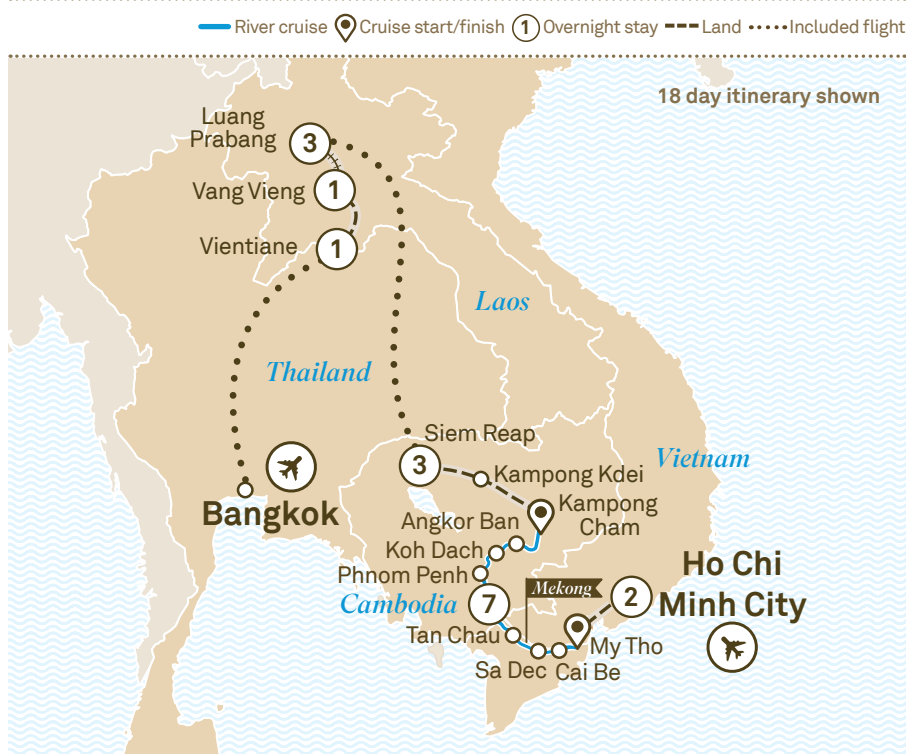 River cruise Cruise start/finish 1 Overnight stay Land Included flight
18 day itinerary shown
Luang
Prabang
3
Vang Vieng
1
Vientiane
1
Laos
Thailand
Siem Reap
3
Vietnam
Kampong Kdei
Bangkok
Kampong
Cham
Angkor Ban
Koh Dach
Phnom Penh
Ho Chi
Minh City
Mekong
2
Cambodia
7
Tan Chau
My Tho
Sa Dec
Cai Be